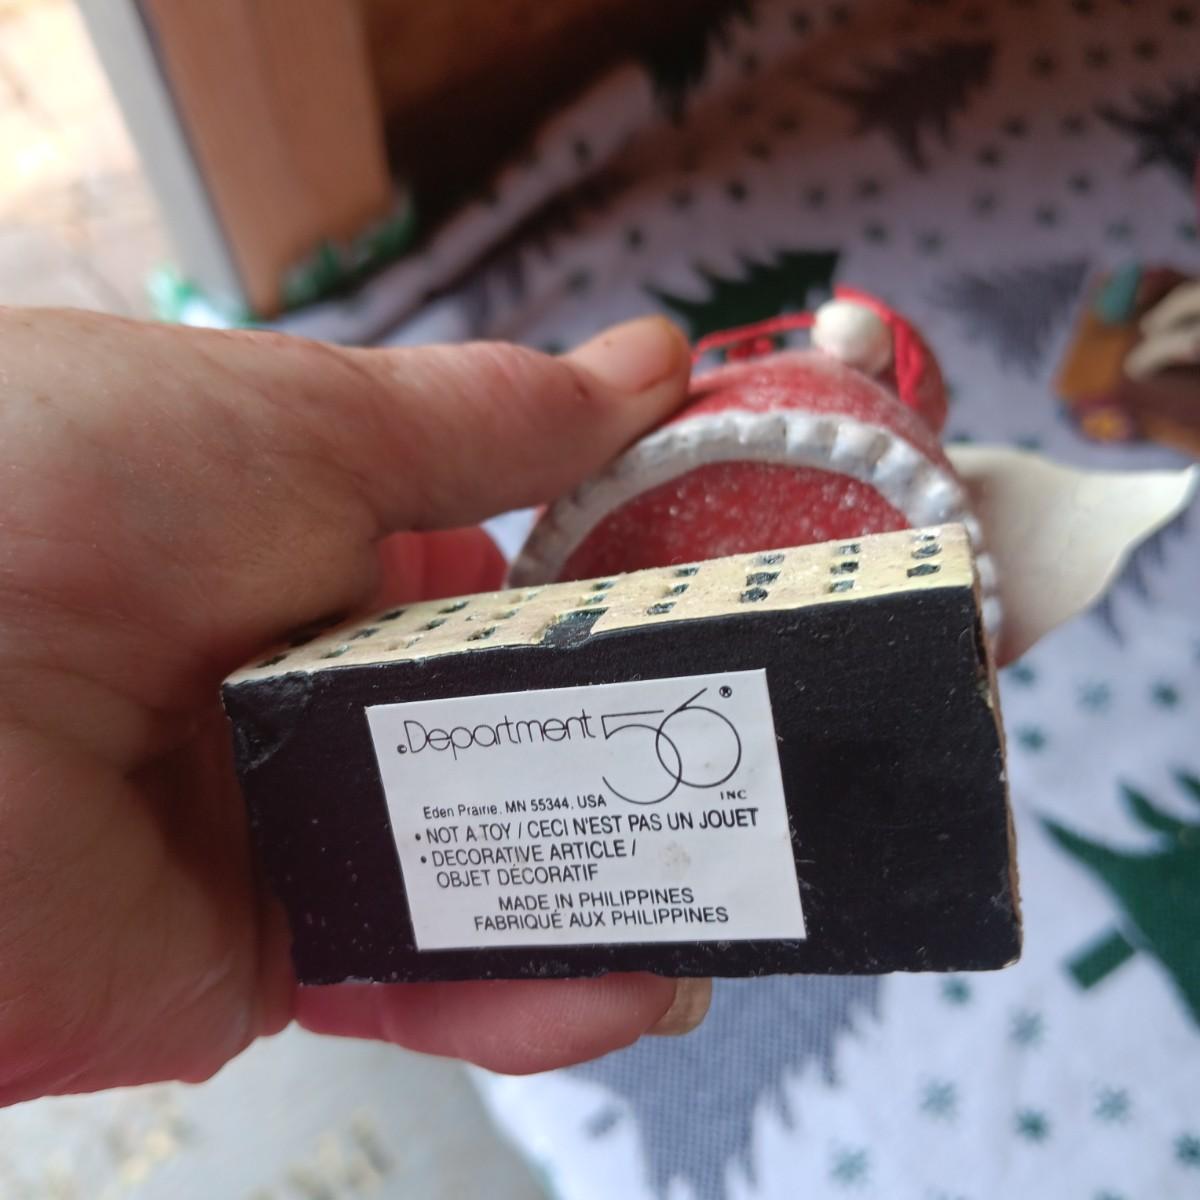 ©Department 56®
INC
Eden Prairie, MN 55344, USA
• NOT A TOY / CECI N'EST PAS UN JOUET
• DECORATIVE ARTICLE /
OBJET DÉCORATIF
MADE IN PHILIPPINES
FABRIQUÉ AUX PHILIPPINES